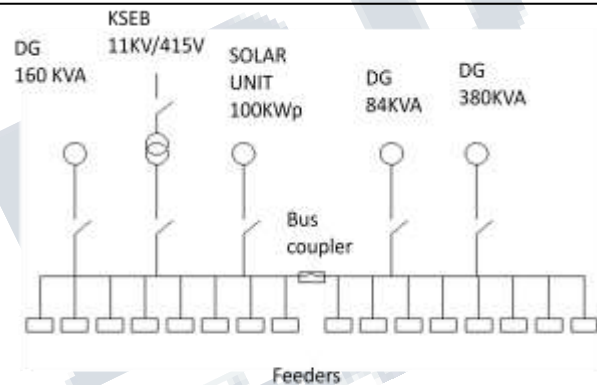 KSEB
11KV/415V
DG
160 KVA
SOLAR
UNIT
100KWp
DG
84KVA
DG
380KVA
Bus
coupler
Feeders